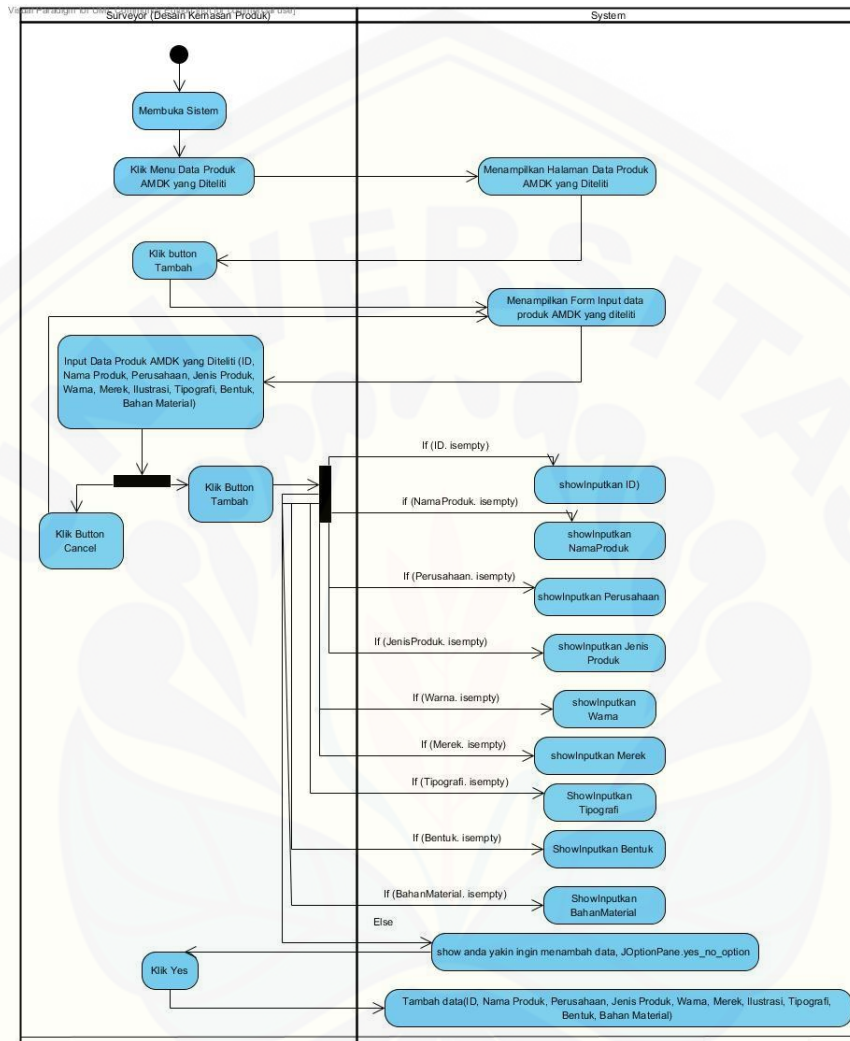 Surveyor (Desain Kemasan Produk)
System
Membuka Sistem
Klik Menu Data Produk
AMDK yang Diteliti
Menampilkan Halaman Data Produk
AMDK yang Diteliti
Klik button
Tambah
Menampilkan Form Input data
produk AMDK yang diteliti
Input Data Produk AMDK yang Diteliti (ID,
Nama Produk, Perusahaan, Jenis Produk,
Warna, Merek, Ilustrasi, Tipografi, Bentuk,
Bahan Material)
Klik Button
Tambah
Klik Button
Cancel
If (ID. isempty)
showInputkan ID)
if (NamaProduk. isempty)
showInputkan
NamaProduk
If (Perusahaan. isempty)
showInputkan Perusahaan
If (JenisProduk. isempty)
showInputkan Jenis
Produk
If (Warna. isempty)
showInputkan
Warna
If (Merek. isempty)
showInputkan Merek
If (Tipografi. isempty)
ShowInputkan
Tipografi
If (Bentuk. isempty)
ShowInputkan Bentuk
If (BahanMaterial. isempty)
ShowInputkan
BahanMaterial
Else
show anda yakin ingin menambah data, JOptionPane.yes_no_option
Klik Yes
Tambah data(ID, Nama Produk, Perusahaan, Jenis Produk, Warna, Merek, Ilustrasi, Tipografi,
Bentuk, Bahan Material)
UNIVERSITAS